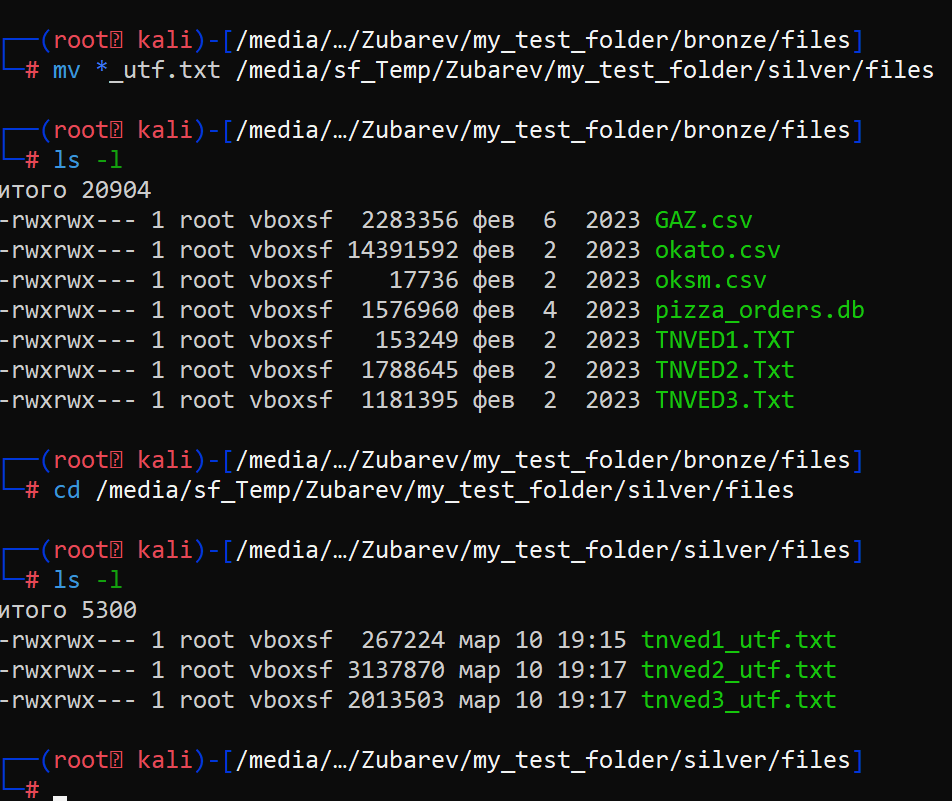 ┌──(root㉿ kali)-[/media/…/Zubarev/my_test_folder/bronze/files]
└─# mv *_utf.txt /media/sf_Temp/Zubarev/my_test_folder/silver/files
┌──(root㉿ kali)-[/media/…/Zubarev/my_test_folder/bronze/files]
└─# ls -l
итого 20904
-rwxrwx--- 1 root vboxsf  2283356 фев  6  2023 GAZ.csv
-rwxrwx--- 1 root vboxsf 14391592 фев  2  2023 okato.csv
-rwxrwx--- 1 root vboxsf    17736 фев  2  2023 oksm.csv
-rwxrwx--- 1 root vboxsf  1576960 фев  4  2023 pizza_orders.db
-rwxrwx--- 1 root vboxsf   153249 фев  2  2023 TNVED1.TXT
-rwxrwx--- 1 root vboxsf  1788645 фев  2  2023 TNVED2.Txt
-rwxrwx--- 1 root vboxsf  1181395 фев  2  2023 TNVED3.Txt
┌──(root㉿ kali)-[/media/…/Zubarev/my_test_folder/bronze/files]
└─# cd /media/sf_Temp/Zubarev/my_test_folder/silver/files
┌──(root㉿ kali)-[/media/…/Zubarev/my_test_folder/silver/files]
└─# ls -l
итого 5300
-rwxrwx--- 1 root vboxsf  267224 мар 10 19:15 tnved1_utf.txt
-rwxrwx--- 1 root vboxsf 3137870 мар 10 19:17 tnved2_utf.txt
-rwxrwx--- 1 root vboxsf 2013503 мар 10 19:17 tnved3_utf.txt
┌──(root㉿ kali)-[/media/…/Zubarev/my_test_folder/silver/files]
└─#